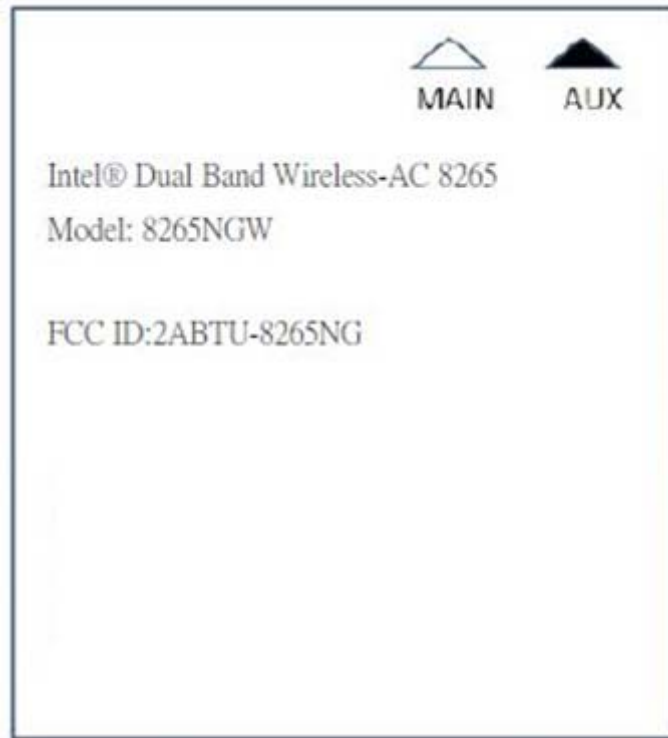 MAIN AUX
Intel® Dual Band Wireless-AC 8265
Model: 8265NGW
FCC ID:2ABTU-8265NG